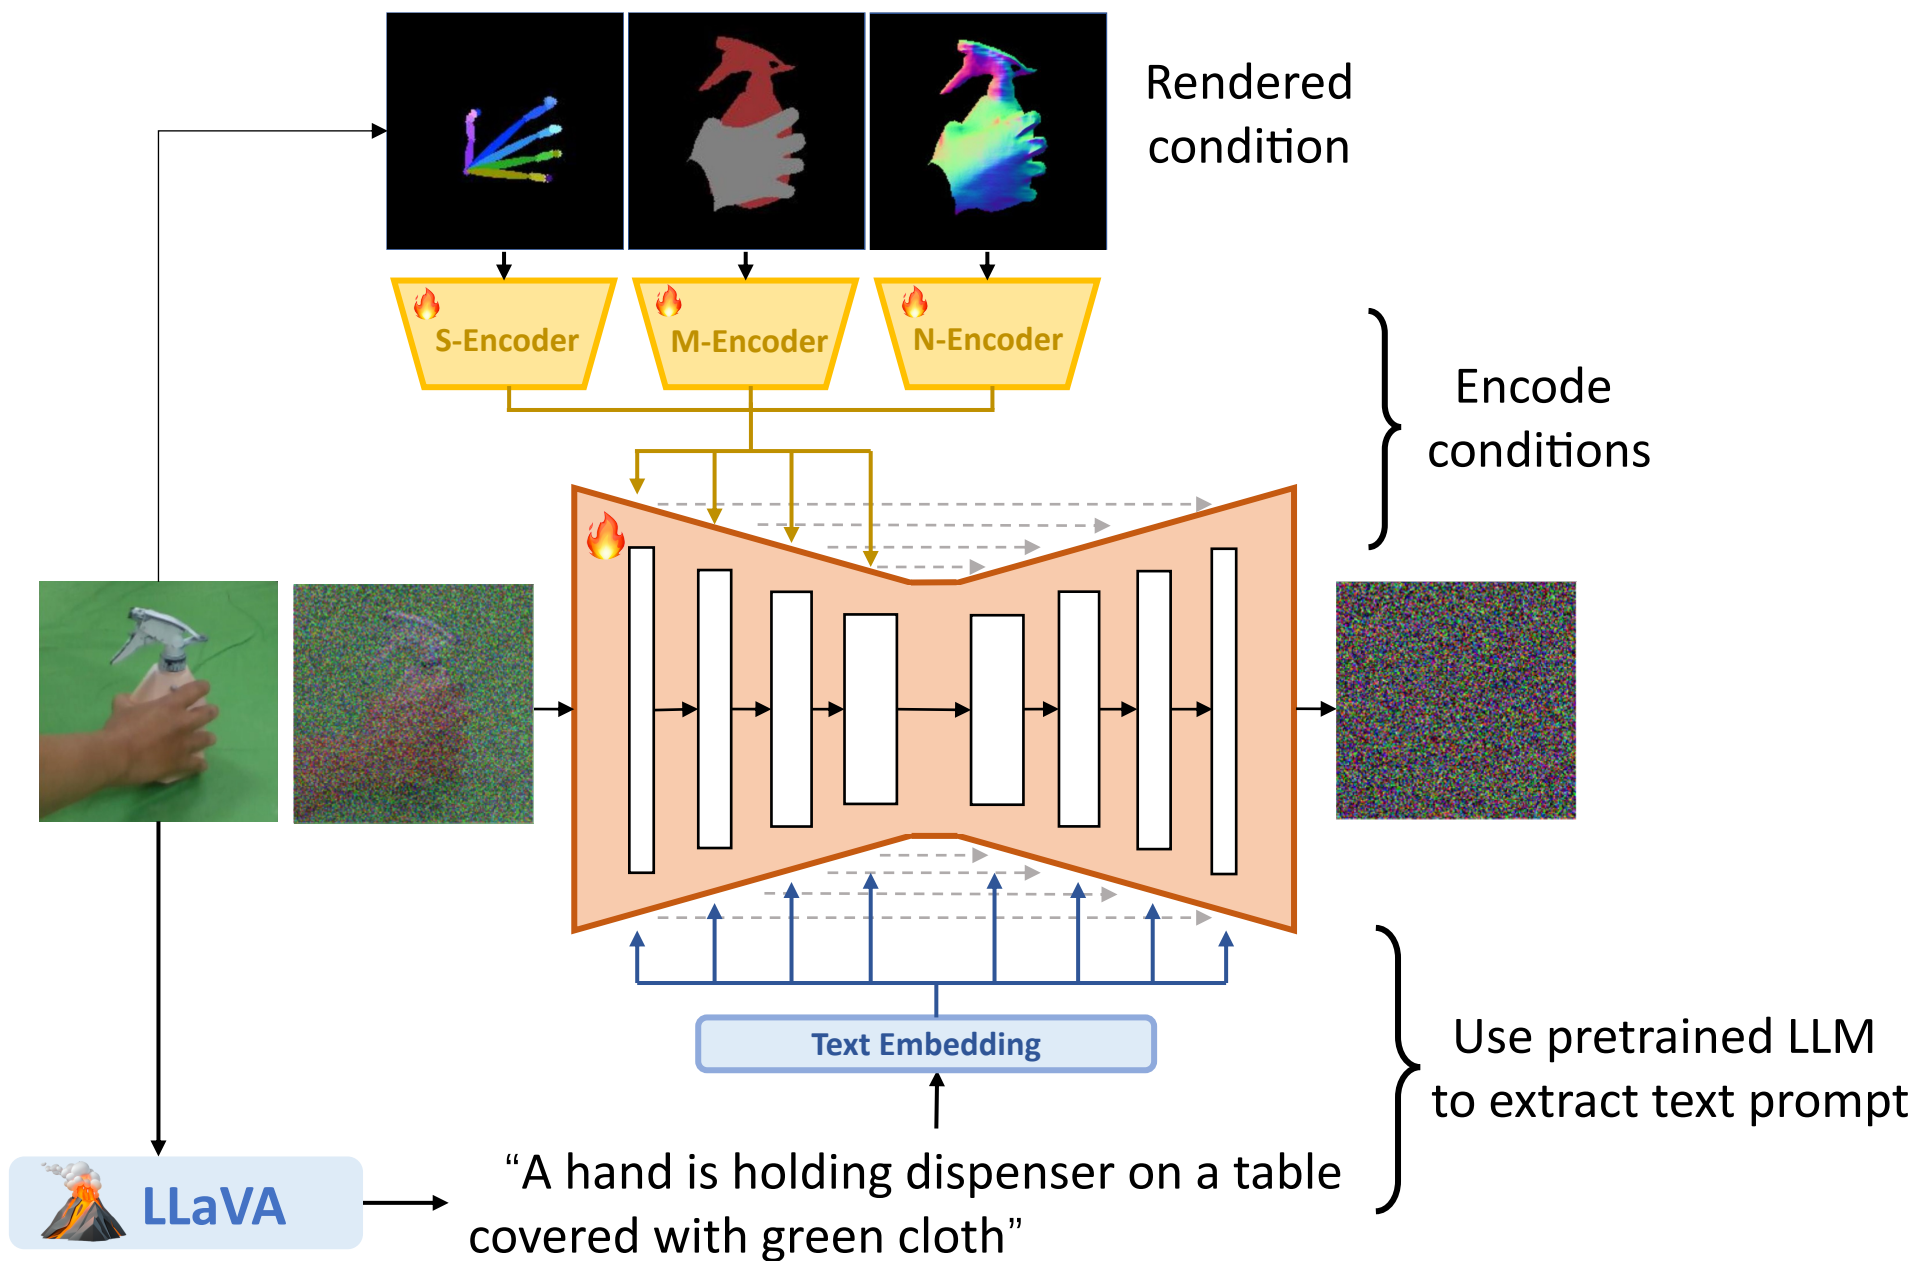 Rendered
condition
S-Encoder
M-Encoder
N-Encoder
Encode
conditions
Text Embedding
Use pretrained LLM
to extract text prompt
LLaVA
“A hand is holding dispenser on a table
covered with green cloth”